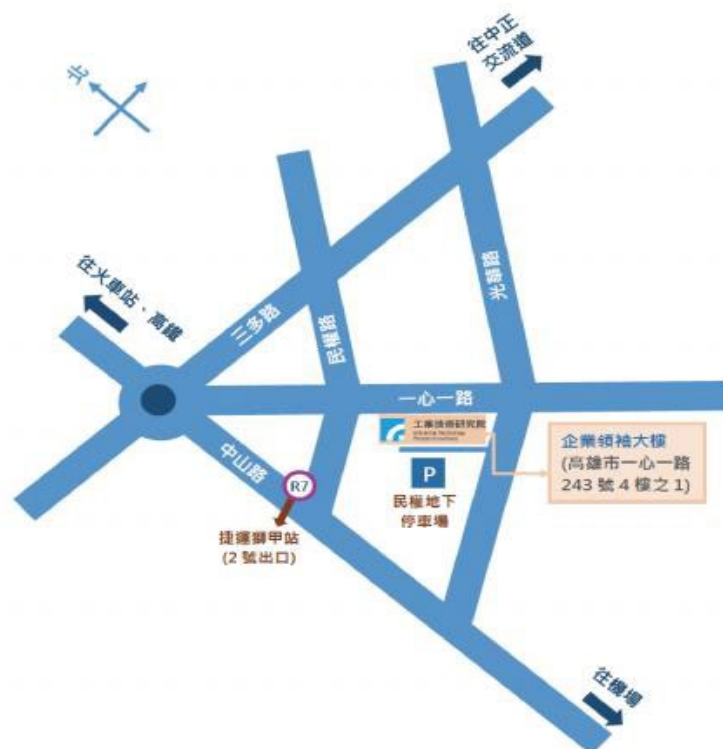 往中正
交流道
北
往火車站、高鐵
三多路
民權路
光華路
一心一路
工業技術研究院
企業領袖大樓
(高雄市一心一路
243 號 4 樓之 1)
P
民權地下
停車場
中山路
R7
捷運獅甲站
(2 號出口)
往機場